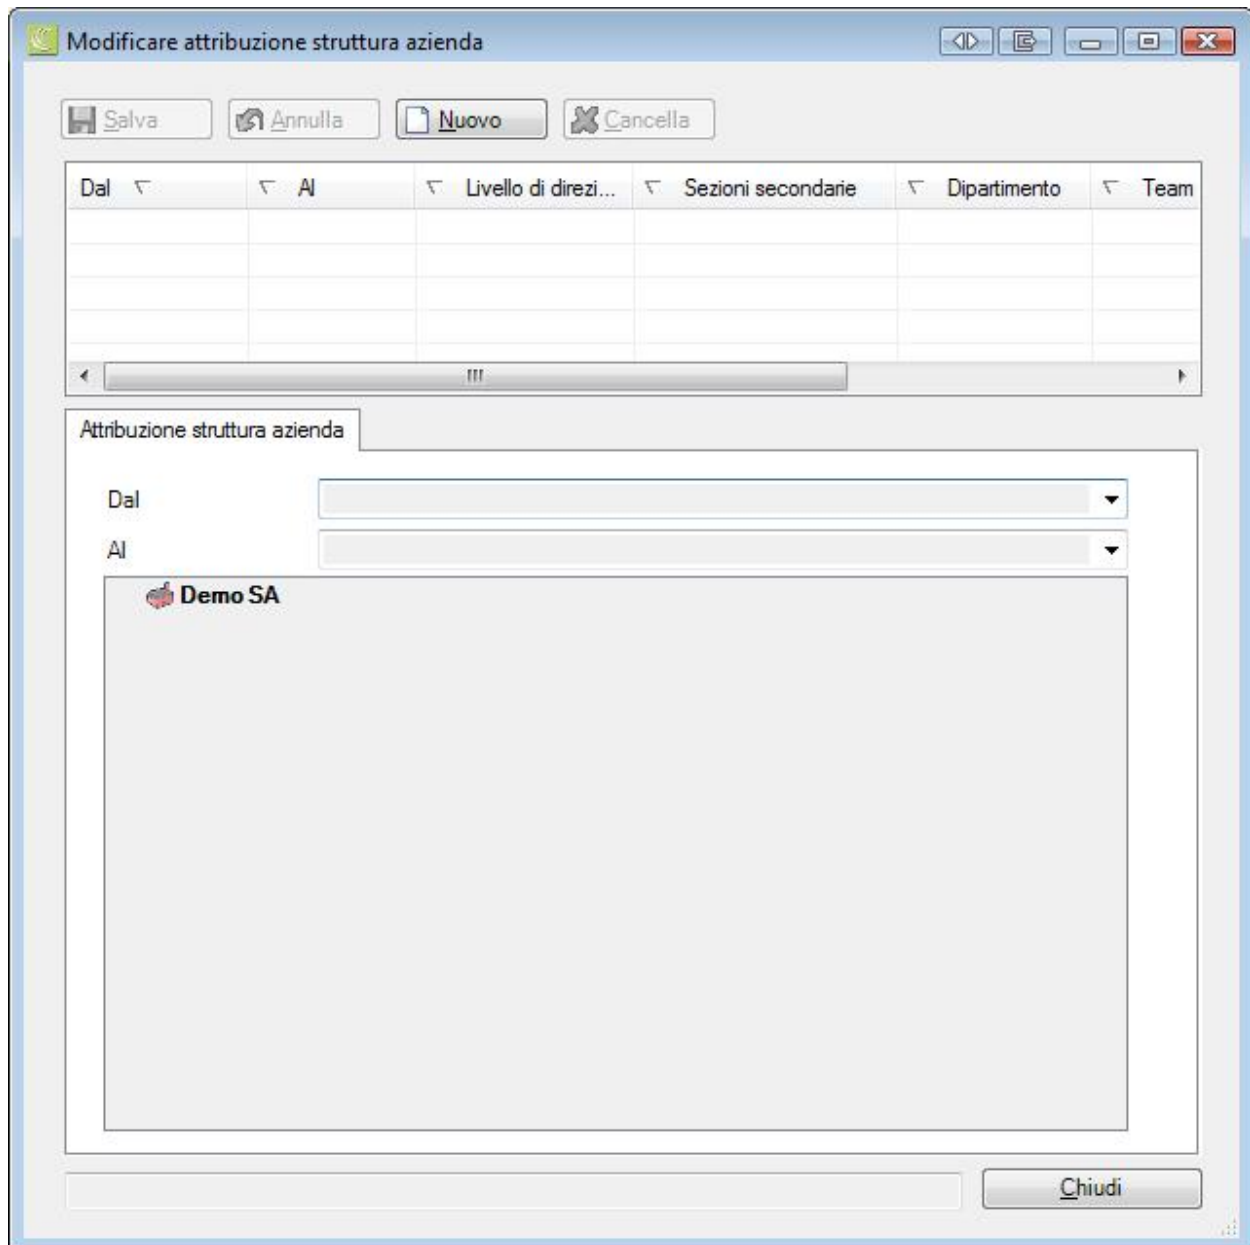 Modificare attribuzione struttura azienda
Salva Annulla Nuovo Cancella
Dal Al Livello di direzi... Sezioni secondarie Dipartimento Team
Attribuzione struttura azienda
Dal
Al
Demo SA
Chiudi